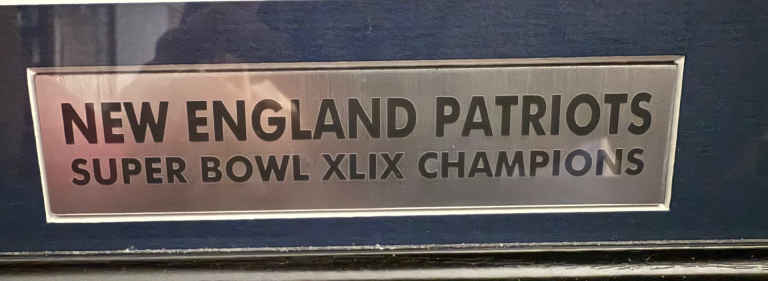 NEW ENGLAND PATRIOTS
SUPER BOWL XLIX CHAMPIONS